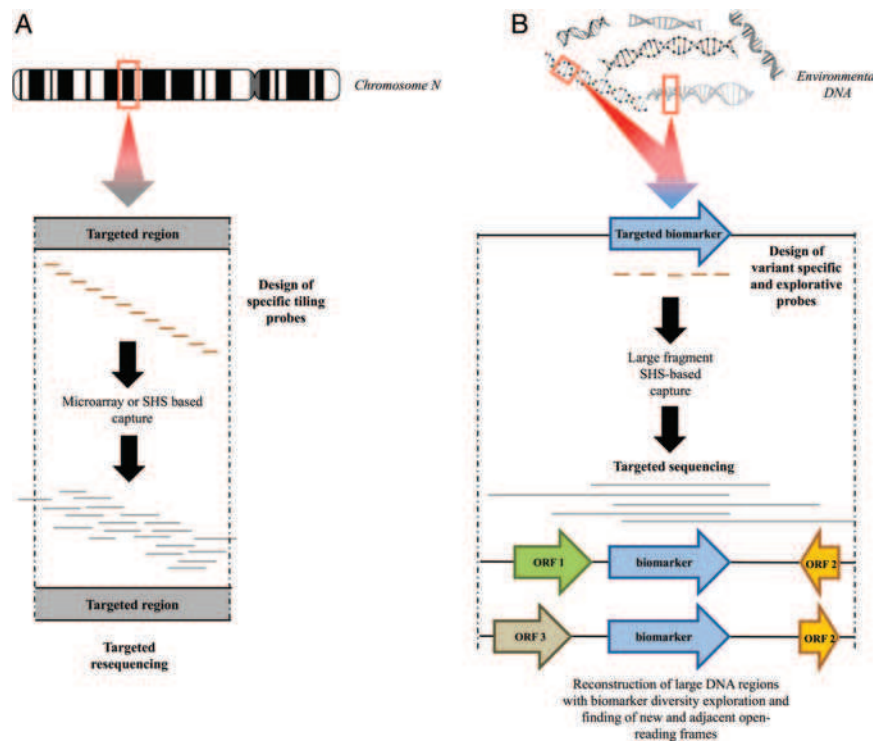 A
Chromosome N
Targeted region
Design of
specific tiling
probes
Microarray or SHS based
capture
Targeted region
Targeted
resequencing
B
Environmental
DNA
Targeted biomarker
Design of
variant specific
and explorative
probes
Large fragment
SHS-based
capture
Targeted sequencing
ORF 1
biomarker
ORF 2
ORF 3
biomarker
ORF 2
Reconstruction of large DNA regions
with biomarker diversity exploration and
finding of new and adjacent open-
reading frames